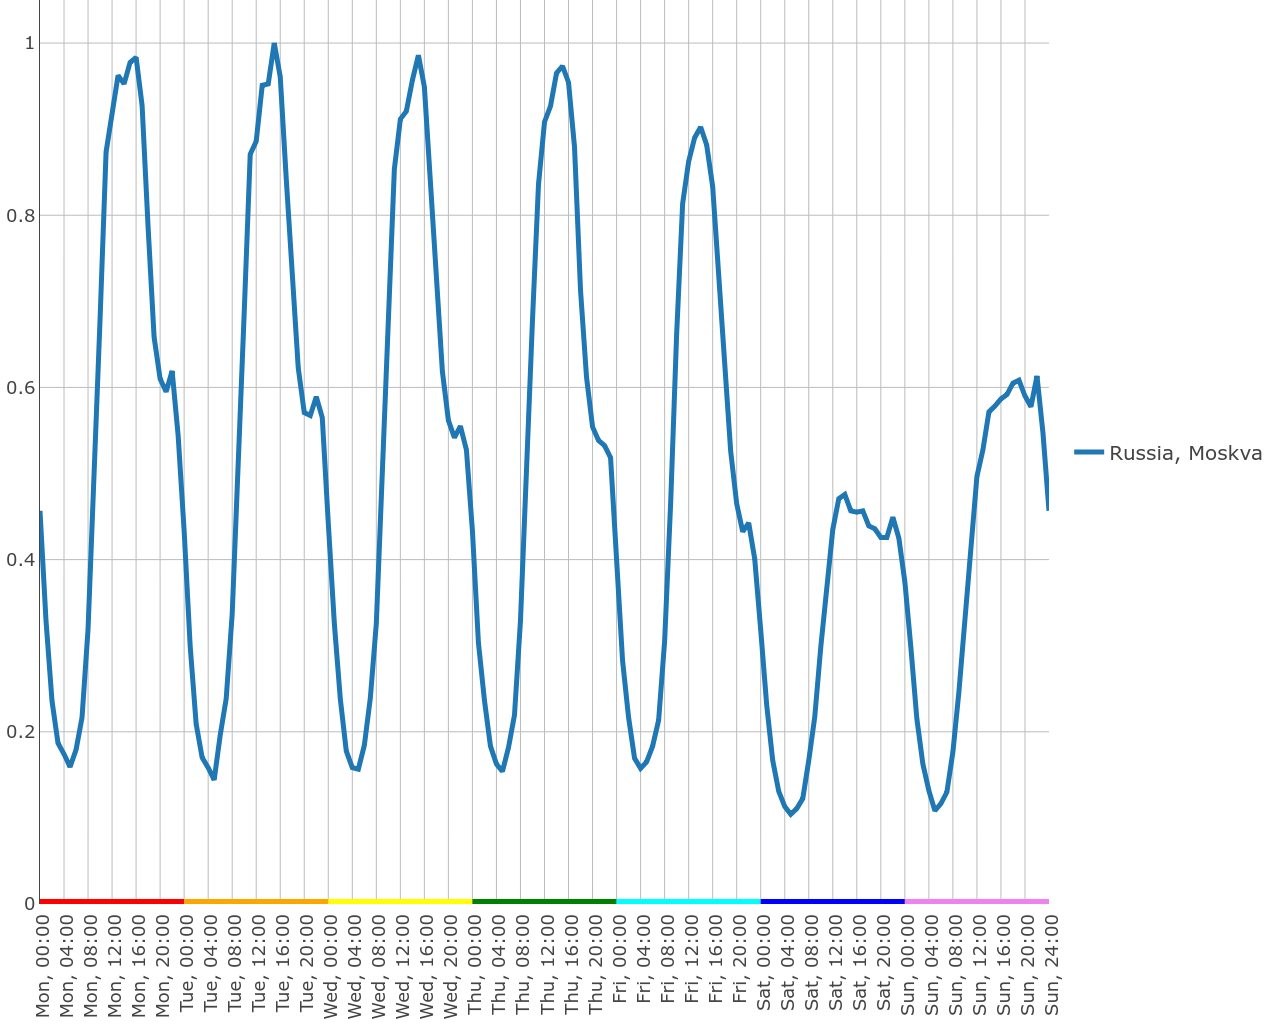 1
0.8
0.6
0.4
0.2
0
Russia, Moskva
Mon, 00:00
Mon, 04:00
Mon, 08:00
Mon, 12:00
Mon, 16:00
Mon, 20:00
Tue, 00:00
Tue, 04:00
Tue, 08:00
Tue, 12:00
Tue, 16:00
Tue, 20:00
Wed, 00:00
Wed, 04:00
Wed, 08:00
Wed, 12:00
Wed, 16:00
Wed, 20:00
Thu, 00:00
Thu, 04:00
Thu, 08:00
Thu, 12:00
Thu, 16:00
Thu, 20:00
Fri, 00:00
Fri, 04:00
Fri, 08:00
Fri, 12:00
Fri, 16:00
Fri, 20:00
Sat, 00:00
Sat, 04:00
Sat, 08:00
Sat, 12:00
Sat, 16:00
Sat, 20:00
Sun, 00:00
Sun, 04:00
Sun, 08:00
Sun, 12:00
Sun, 16:00
Sun, 20:00
Sun, 24:00